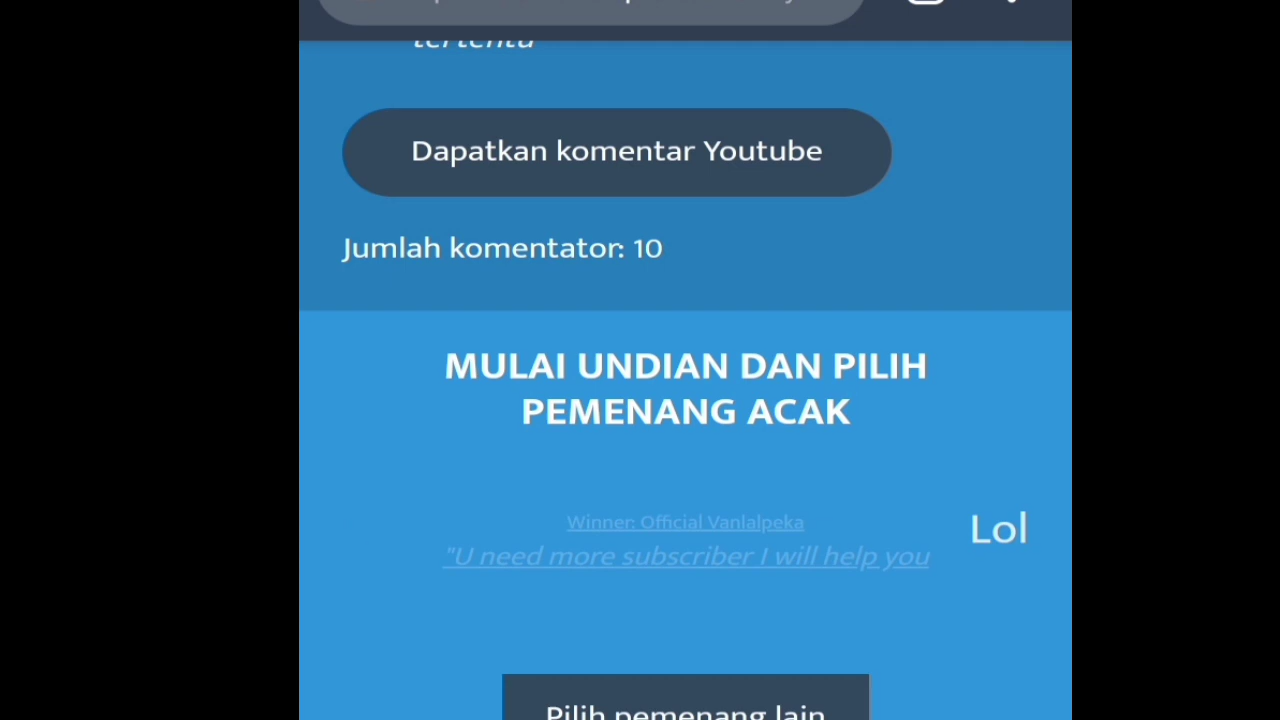 tertentu
Dapatkan komentar Youtube
Jumlah komentator: 10
MULAI UNDIAN DAN PILIH
PEMENANG ACAK
Winner: Official Vanlalpeka
"U need more subscriber I will help you
Lol
Pilih pemenang lain